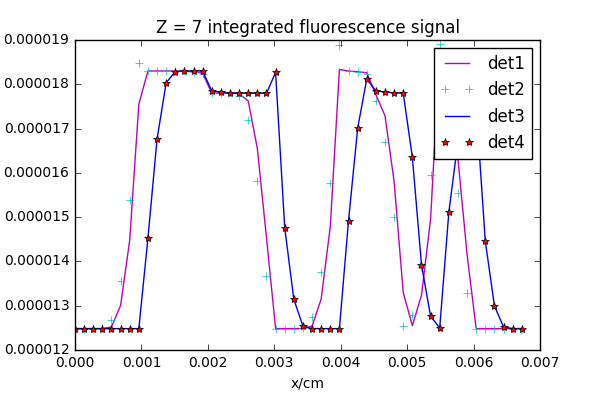 Z = 7 integrated fluorescence signal
0.000019
0.000018
0.000017
0.000016
0.000015
0.000014
0.000013
0.000012
det1
det2
det3
det4
0.000 0.001 0.002 0.003 0.004 0.005 0.006 0.007
x/cm